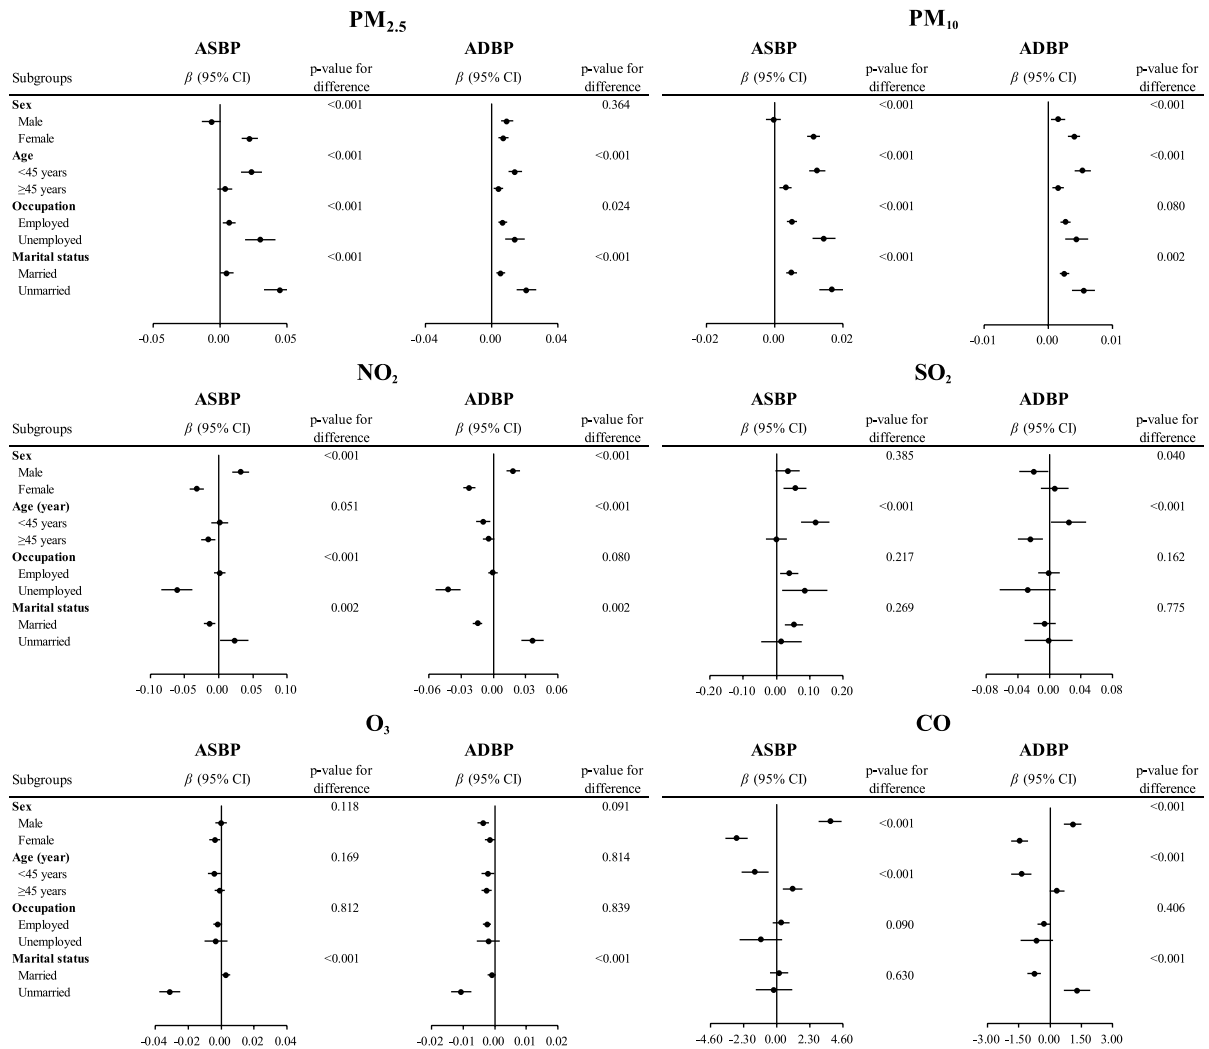 PM2.5 PM10
ASBP ADBP ASBP ADBP
Subgroups β (95% CI) p-value for difference β (95% CI) p-value for difference β (95% CI) p-value for difference β (95% CI) p-value for difference
Sex <0.001 0.364 <0.001 <0.001
Male
Female
Age <0.001 <0.001 <0.001 <0.001
<45 years
≥45 years
Occupation <0.001 0.024 <0.001 0.080
Employed
Unemployed
Marital status <0.001 <0.001 <0.001 0.002
Married
Unmarried
-0.05 0.00 0.05 -0.04 0.00 0.04 -0.02 0.00 0.02 -0.01 0.00 0.01
NO2 SO2
ASBP ADBP ASBP ADBP
Subgroups β (95% CI) p-value for difference β (95% CI) p-value for difference β (95% CI) p-value for difference β (95% CI) p-value for difference
Sex <0.001 <0.001 0.385 0.040
Male
Female
Age (year) 0.051 <0.001 <0.001 <0.001
<45 years
≥45 years
Occupation <0.001 0.080 0.217 0.162
Employed
Unemployed
Marital status 0.002 0.002 0.269 0.775
Married
Unmarried
-0.10 -0.05 0.00 0.05 0.10 -0.06 -0.03 0.00 0.03 0.06 -0.20 -0.10 0.00 0.10 0.20 -0.08 -0.04 0.00 0.04 0.08
O3 CO
ASBP ADBP ASBP ADBP
Subgroups β (95% CI) p-value for difference β (95% CI) p-value for difference β (95% CI) p-value for difference β (95% CI) p-value for difference
Sex 0.118 0.091 <0.001
Male <0.001
Female
Age (year) 0.169 0.814 <0.001
<45 years <0.001
≥45 years
Occupation 0.812 0.839 0.406
Employed 0.090
Unemployed
Marital status <0.001 <0.001 <0.001
Married 0.630
Unmarried
-0.04 -0.02 0.00 0.02 0.04 -0.02 -0.01 0.00 0.01 0.02 -4.60 -2.30 0.00 2.30 4.60 -3.00 -1.50 0.00 1.50 3.00